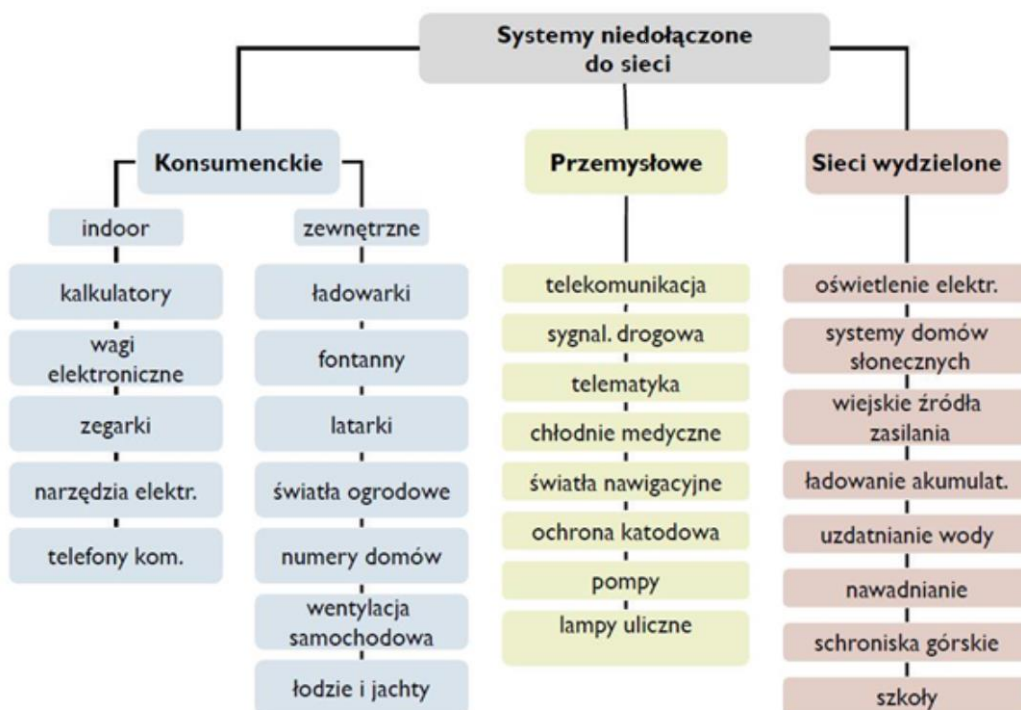 Systemy niedołączone
do sieci
Konsumenckie
indoor
kalkulatory
wagi
elektroniczne
zegarki
narzędzia elektr.
telefony kom.
zewnętrzne
ładowarki
fontanny
latarki
światła ogrodowe
numery domów
wentylacja
samochodowa
łodzie i jachty
Przemysłowe
telekomunikacja
sygnal. drogowa
telematyka
chłodnie medyczne
światła nawigacyjne
ochrona katodowa
pompy
lampy uliczne
Sieci wydzielone
oświetlenie elektr.
systemy domów
słonecznych
wiejskie źródła
zasilania
ładowanie akumulat.
uzdatnianie wody
nawadnianie
schroniska górskie
szkoły